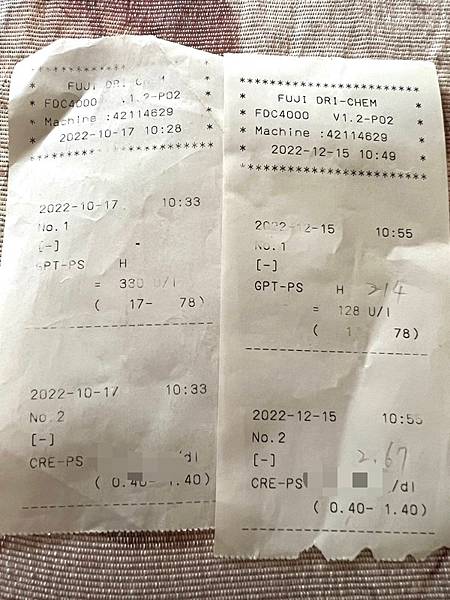 FUJI DRI-CHEM
FDC4000 V1.2-P02
Machine :42114629
2022-10-17 10:28
2022-10-17 10:33
No.1
[-] -
GPT-PS H
= 330 U/l
( 17- 78)
2022-10-17 10:33
No.2
[-]
CRE-PS /dl
( 0.40- 1.40)
FUJI DRI-CHEM
FDC4000 V1.2-P02
Machine :42114629
2022-12-15 10:49
2022-12-15 10:55
No.1
[-]
GPT-PS H 214
= 128 U/l
( 78)
2022-12-15 10:55
No.2
[-] 2.67
CRE-PS /dl
( 0.40- 1.40)